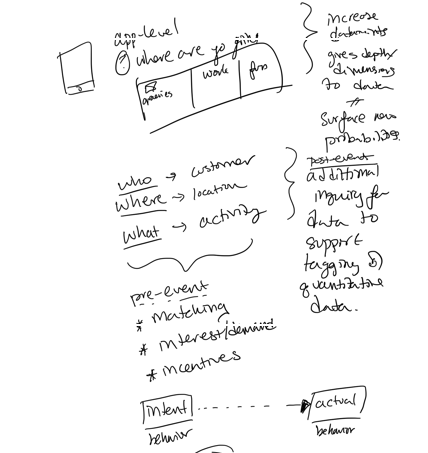 app-level
? where are you going
groceries work fun
increase
datapoints
gives depth/
dimensions
to data
surface new
probabilities
who → customer
where → location
what → activity
post-event
additional
inquiry for
data to
support
tagging &
quantitative
data.
pre-event
* matching
* interest/demand
* incentives
intent
behavior
actual
behavior